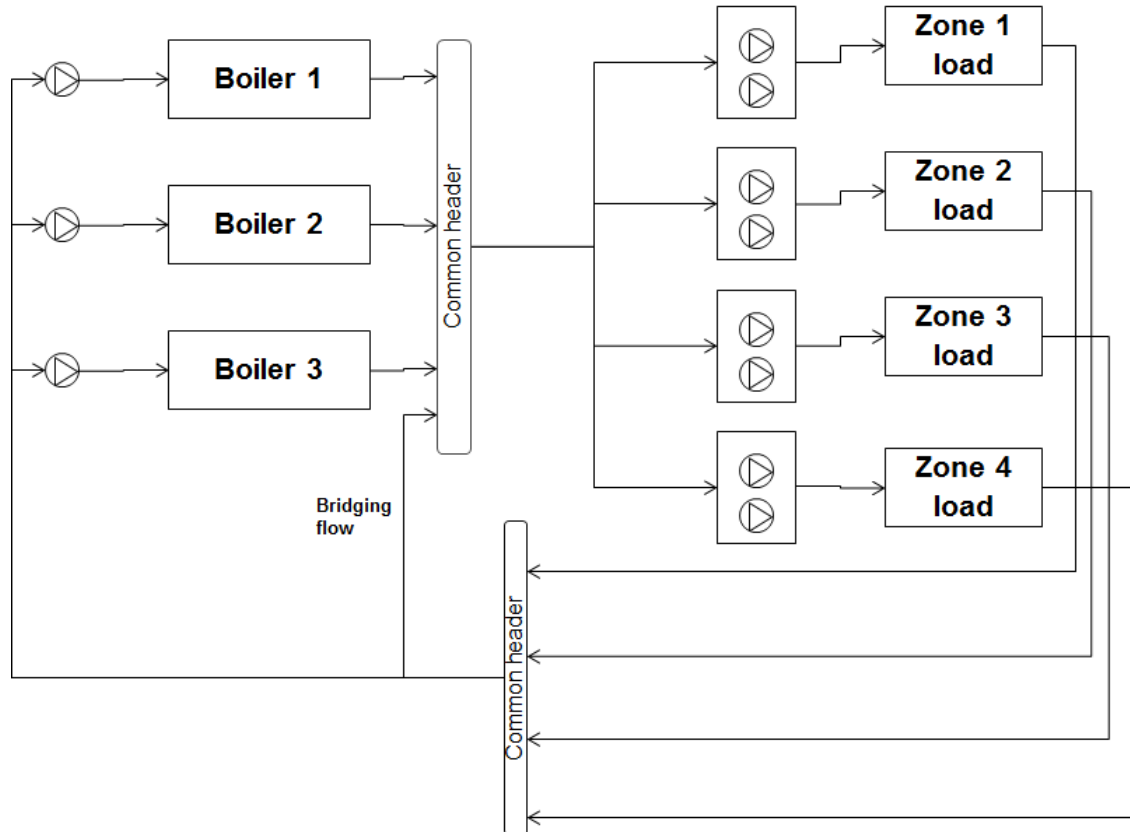 Boiler 1
Boiler 2
Boiler 3
Common header
Bridging
flow
Zone 1
load
Zone 2
load
Zone 3
load
Zone 4
load
Common header